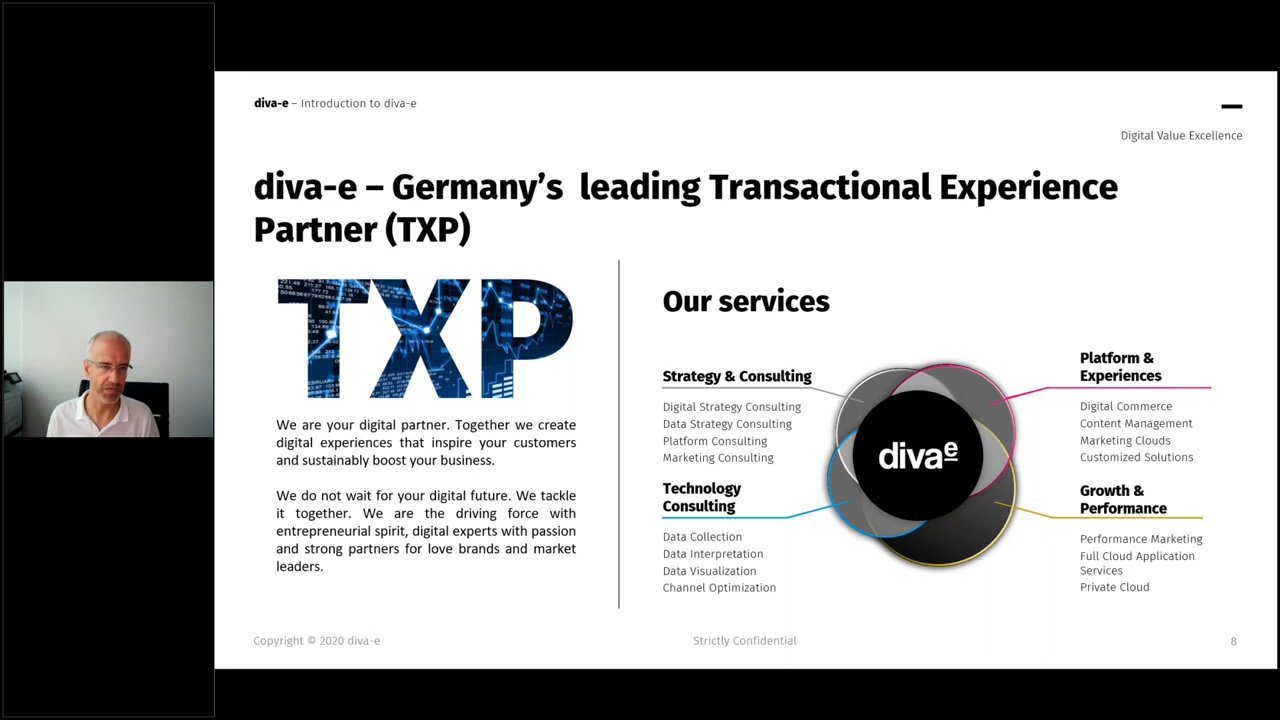 diva-e – Introduction to diva-e
Digital Value Excellence
diva-e – Germany’s leading Transactional Experience
Partner (TXP)
TXP
We are your digital partner. Together we create
digital experiences that inspire your customers
and sustainably boost your business.
We do not wait for your digital future. We tackle
it together. We are the driving force with
entrepreneurial spirit, digital experts with passion
and strong partners for love brands and market
leaders.
Our services
Strategy & Consulting
Digital Strategy Consulting
Data Strategy Consulting
Platform Consulting
Marketing Consulting
Technology
Consulting
Data Collection
Data Interpretation
Data Visualization
Channel Optimization
divae
Platform &
Experiences
Digital Commerce
Content Management
Marketing Clouds
Customized Solutions
Growth &
Performance
Performance Marketing
Full Cloud Application
Services
Private Cloud
Copyright © 2020 diva-e
Strictly Confidential
8